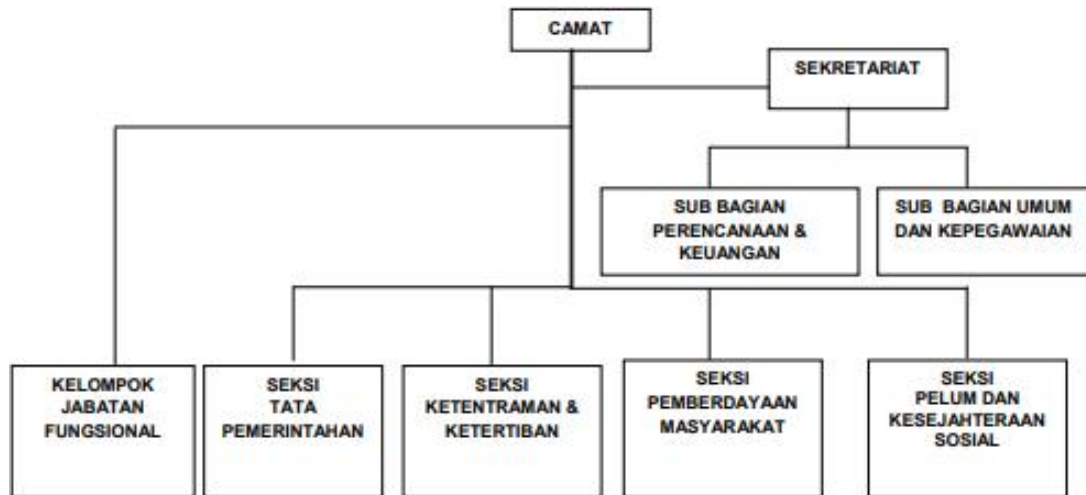 CAMAT
SEKRETARIAT
SUB BAGIAN
PERENCANAAN &
KEUANGAN
SUB BAGIAN UMUM
DAN KEPEGAWAIAN
KELOMPOK
JABATAN
FUNGSIONAL
SEKSI
TATA
PEMERINTAHAN
SEKSI
KETENTRAMAN &
KETERTIBAN
SEKSI
PEMBERDAYAAN
MASYARAKAT
SEKSI
PELUM DAN
KESEJAHTERAAN
SOSIAL